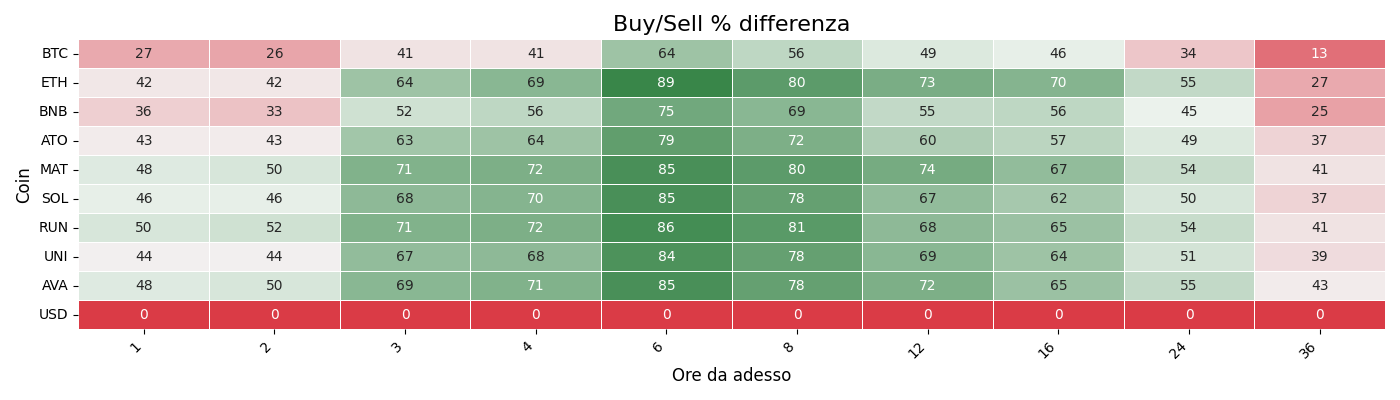 Buy/Sell % differenza
Coin
BTC 27 26 41 41 64 56 49 46 34 13
ETH 42 42 64 69 89 80 73 70 55 27
BNB 36 33 52 56 75 69 55 56 45 25
ATO 43 43 63 64 79 72 60 57 49 37
MAT 48 50 71 72 85 80 74 67 54 41
SOL 46 46 68 70 85 78 67 62 50 37
RUN 50 52 71 72 86 81 68 65 54 41
UNI 44 44 67 68 84 78 69 64 51 39
AVA 48 50 69 71 85 78 72 65 55 43
USD 0 0 0 0 0 0 0 0 0 0
1 2 3 4 6 8 12 16 24 36
Ore da adesso